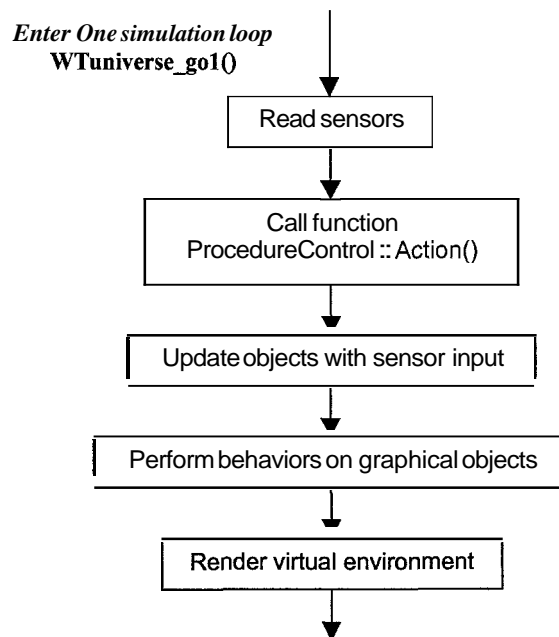 Enter One simulation loop
WTuniverse_go1()
Read sensors
Call function
ProcedureControl :: Action()
Update objects with sensor input
Perform behaviors on graphical objects
Render virtual environment